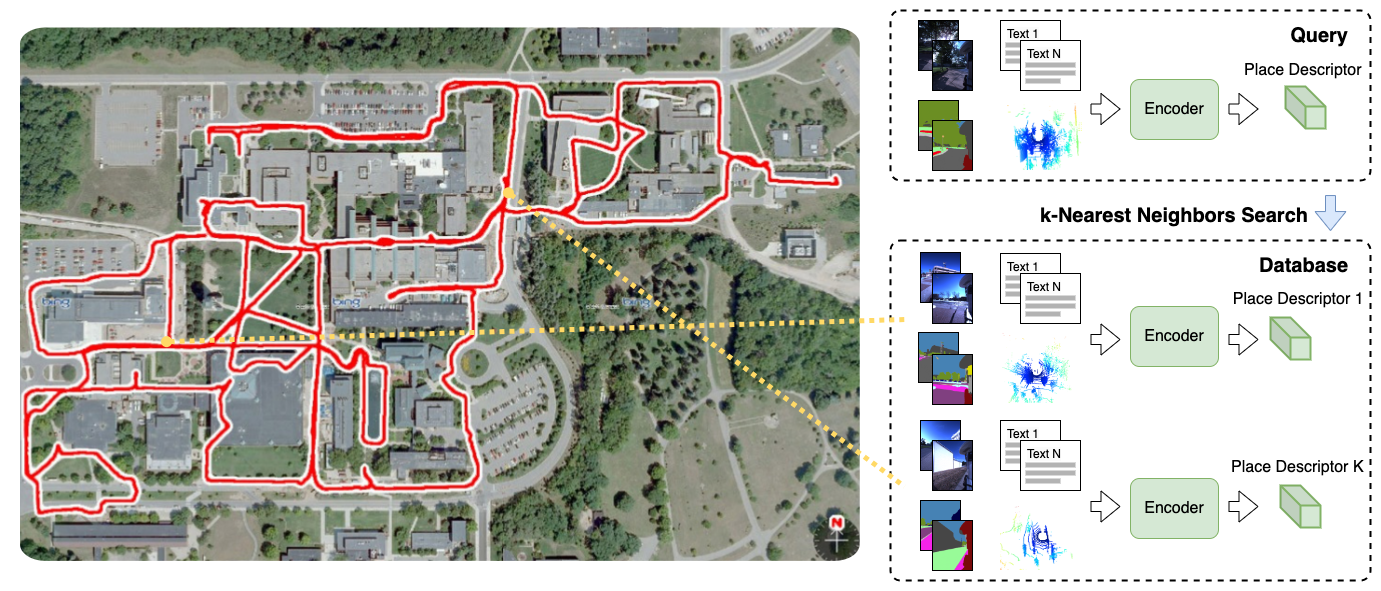 bing
bing
bing
N
Query
Text 1
Text N
Place Descriptor
Encoder
k-Nearest Neighbors Search
Database
Text 1
Text N
Place Descriptor 1
Encoder
Text 1
Text N
Place Descriptor K
Encoder